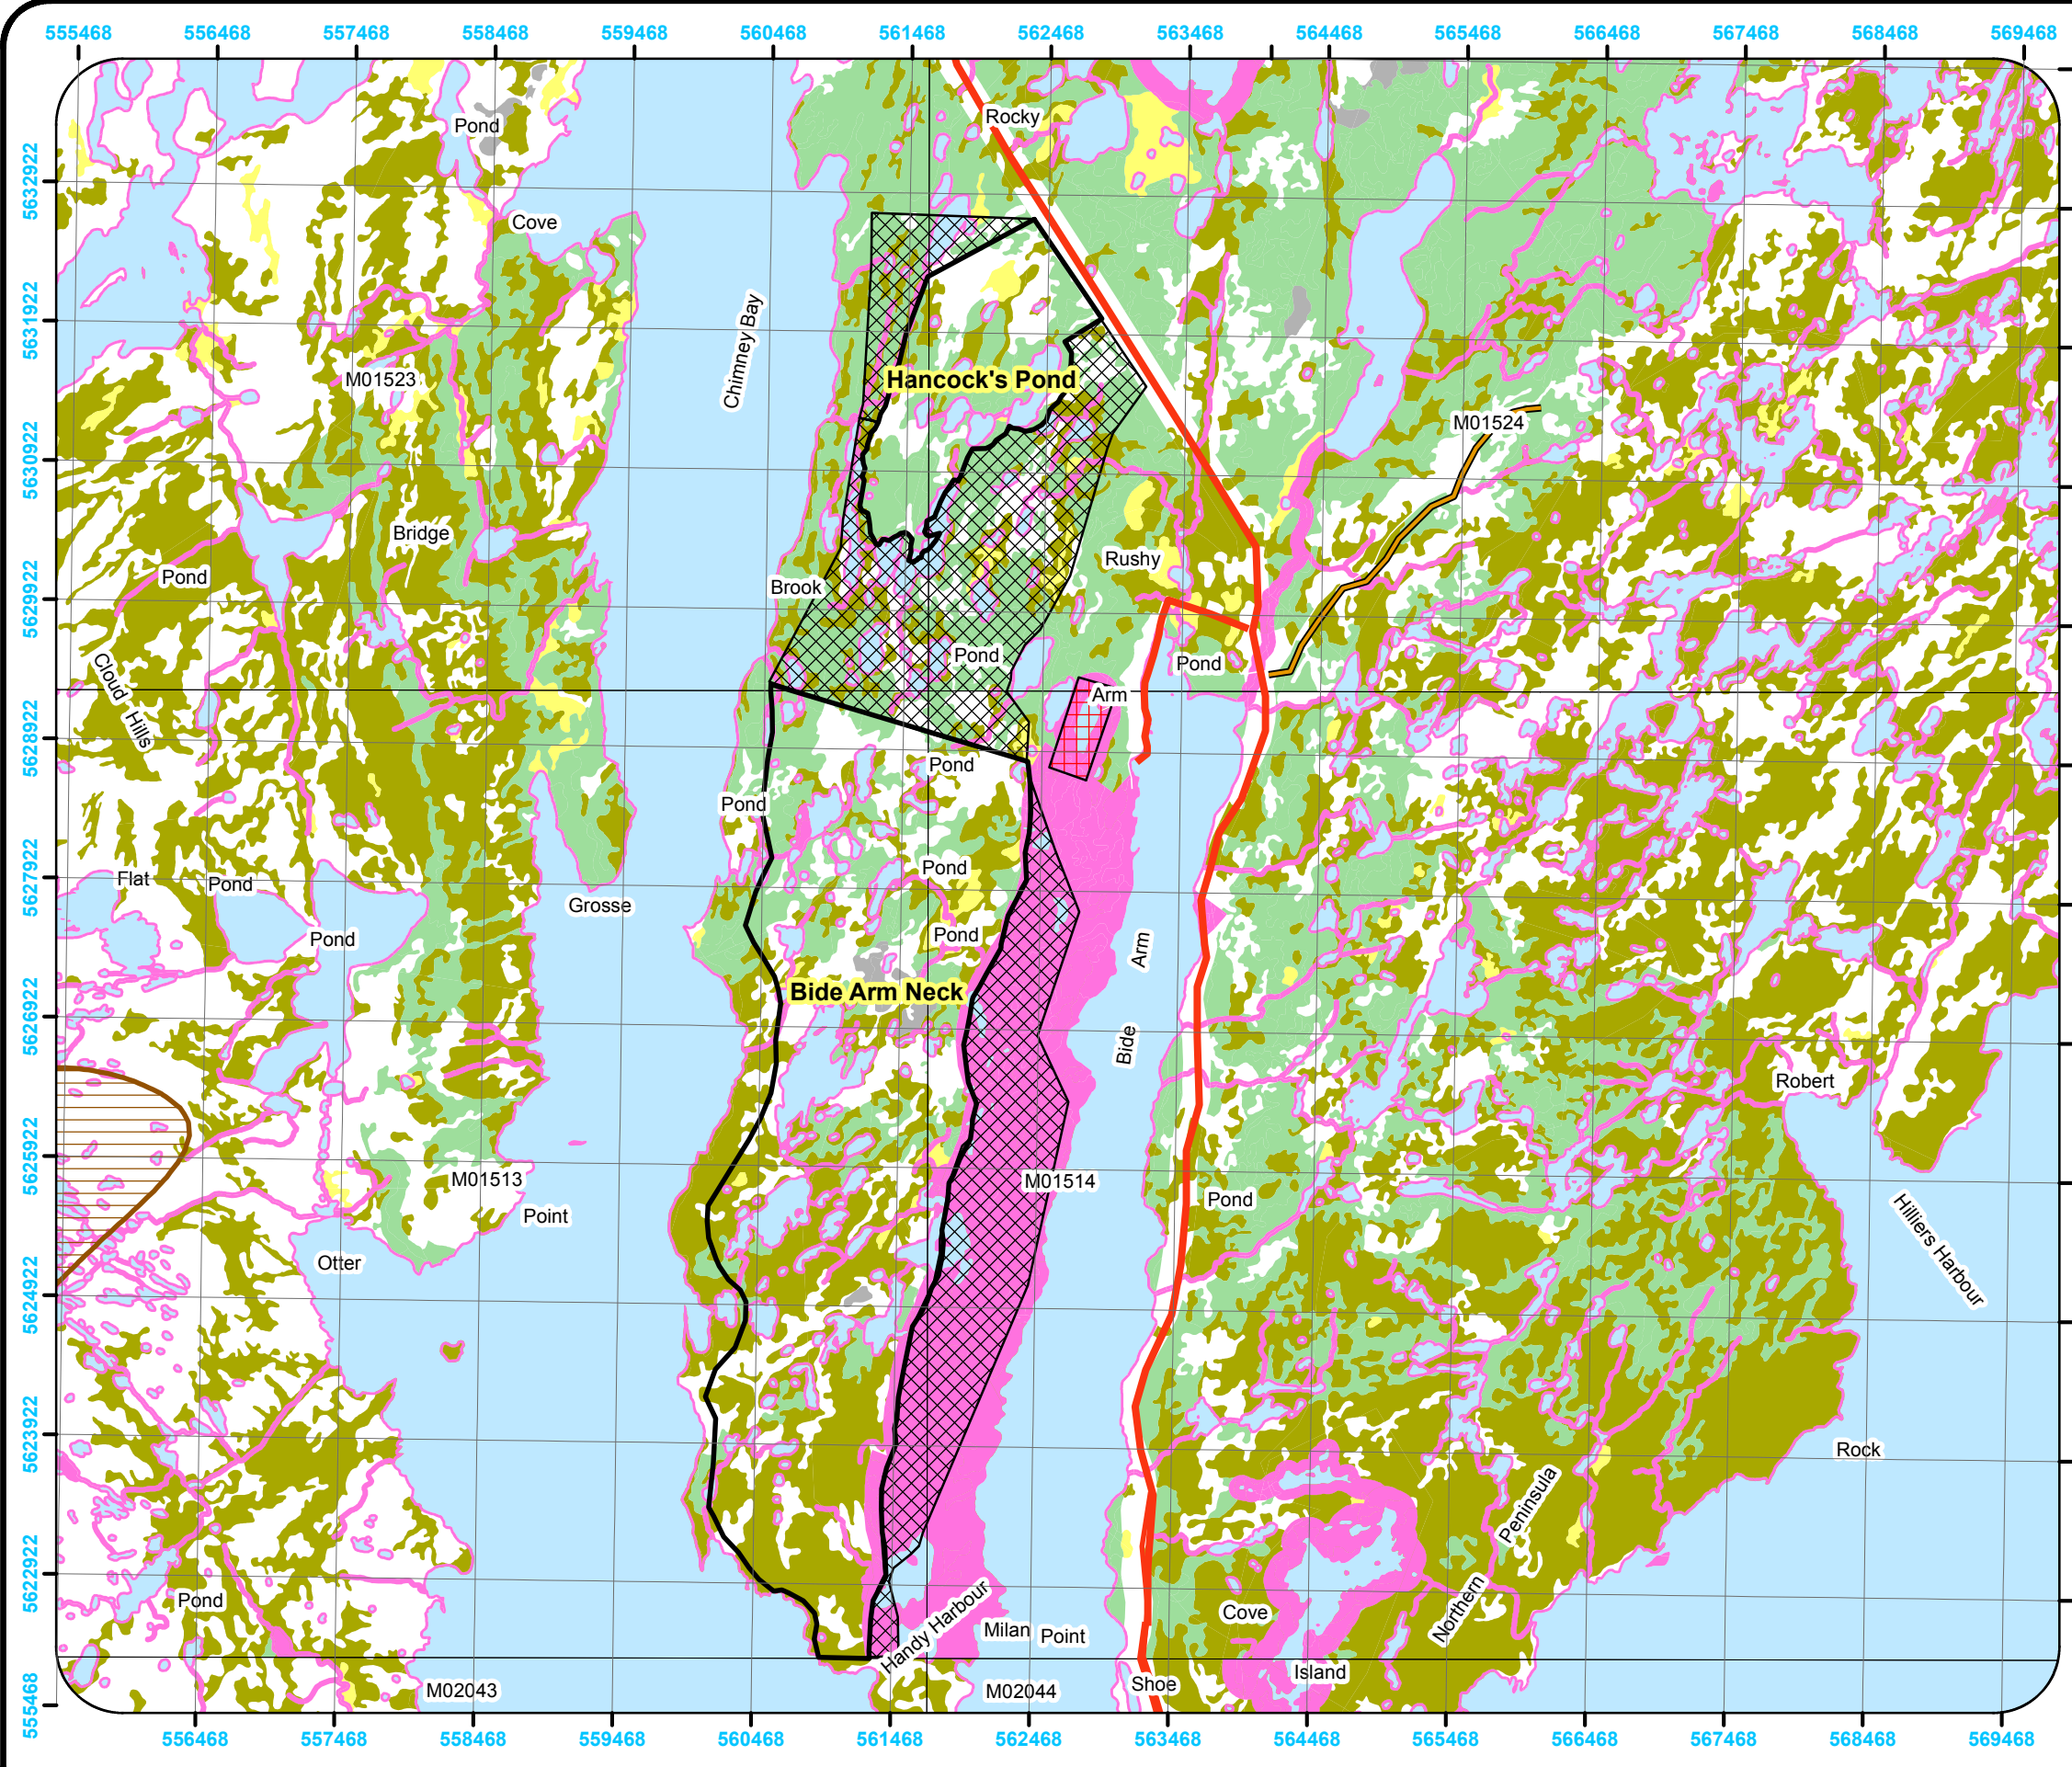 555468 556468 557468 558468 559468 560468 561468 562468 563468 564468 565468 566468 567468 568468 569468
Rocky
Pond
5632922
Cove
5631922
Chimney Bay
M01523
Hancock's Pond
M01524
5630922
Bridge
Rushy
Pond
Brook
5629922
Pond
Pond
Cloud Hills
Arm
5628922
Pond
Pond
Pond
5627922
Flat
Pond
Grosse
Pond
Pond
Arm
Bide Arm Neck
5626922
Bide
Robert
5625922
M01513
M01514
Point
Pond
Hilliers Harbour
Otter
5624922
5623922
Rock
Peninsula
5622922
Pond
Northern
Cove
Handy Harbour
Milan Point
Island
Shoe
M02043
M02044
555468
556468 557468 558468 559468 560468 561468 562468 563468 564468 565468 566468 567468 568468 569468